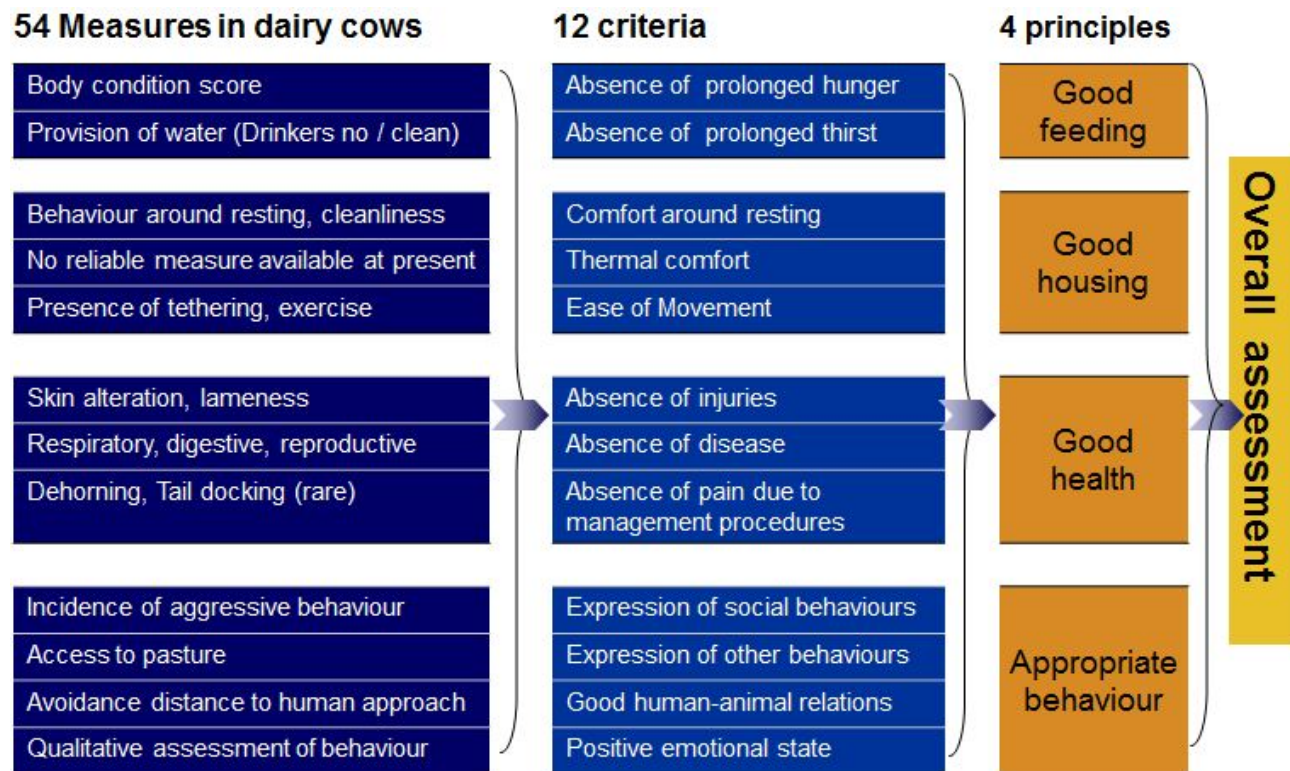 54 Measures in dairy cows
Body condition score
Provision of water (Drinkers no / clean)
Behaviour around resting, cleanliness
No reliable measure available at present
Presence of tethering, exercise
Skin alteration, lameness
Respiratory, digestive, reproductive
Dehorning, Tail docking (rare)
Incidence of aggressive behaviour
Access to pasture
Avoidance distance to human approach
Qualitative assessment of behaviour
12 criteria
Absence of prolonged hunger
Absence of prolonged thirst
Comfort around resting
Thermal comfort
Ease of Movement
Absence of injuries
Absence of disease
Absence of pain due to
management procedures
Expression of social behaviours
Expression of other behaviours
Good human-animal relations
Positive emotional state
4 principles
Good
feeding
Good
housing
Good
health
Appropriate
behaviour
Overall assessment